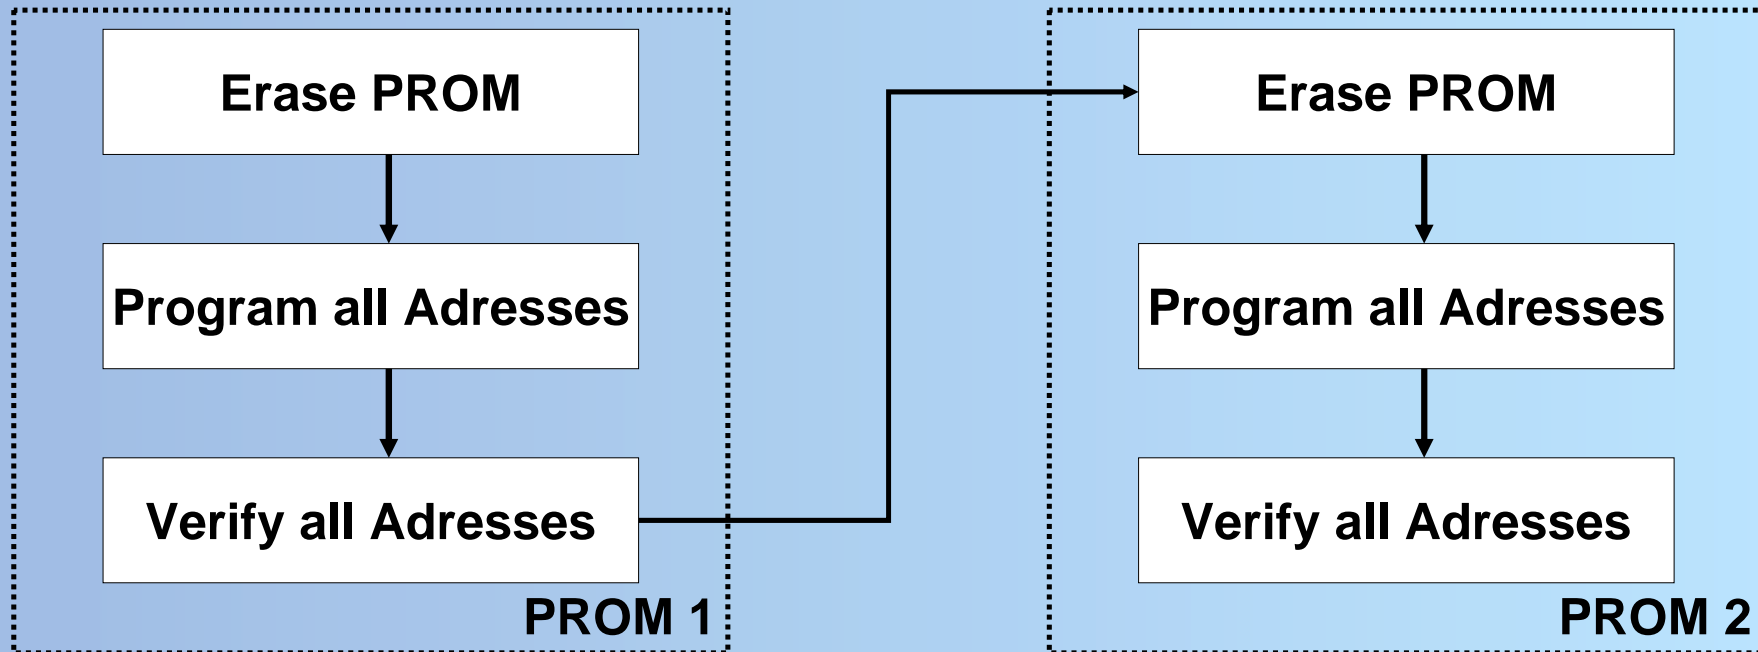 Erase PROM
Program all Adresses
Verify all Adresses
PROM 1
Erase PROM
Program all Adresses
Verify all Adresses
PROM 2